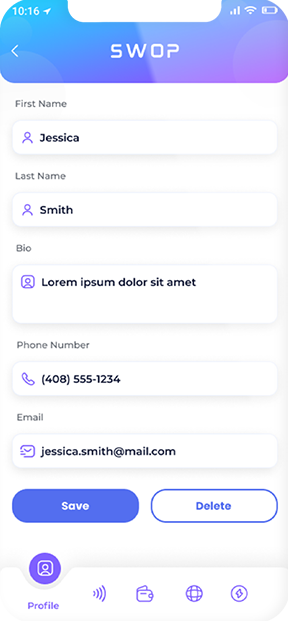 10:16
SWOP
First Name
Jessica
Last Name
Smith
Bio
Lorem ipsum dolor sit amet
Phone Number
(408) 555-1234
Email
jessica.smith@mail.com
Save Delete
Profile